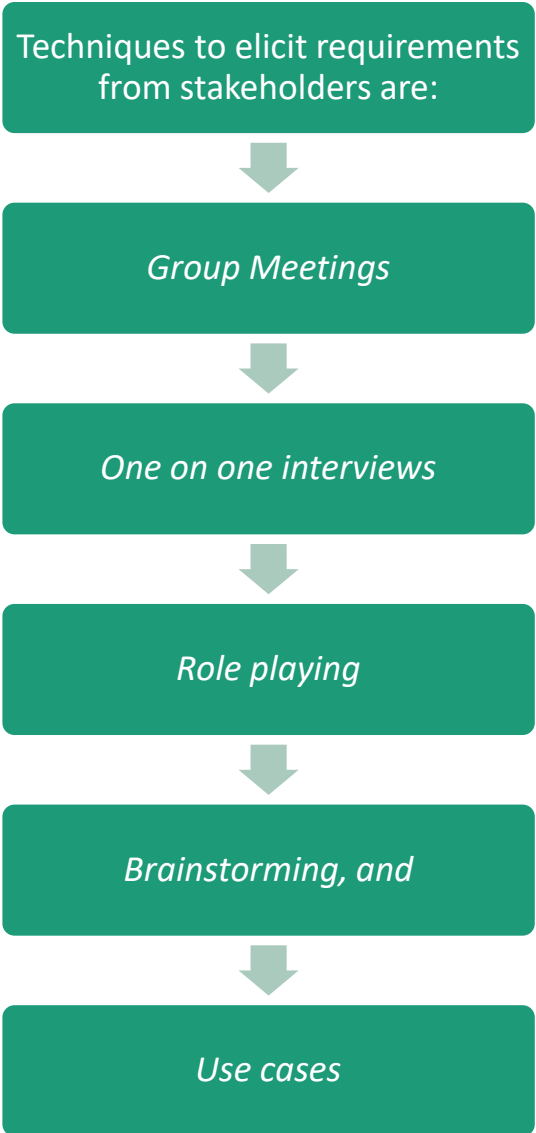 Techniques to elicit requirements
from stakeholders are:
Group Meetings
One on one interviews
Role playing
Brainstorming, and
Use cases